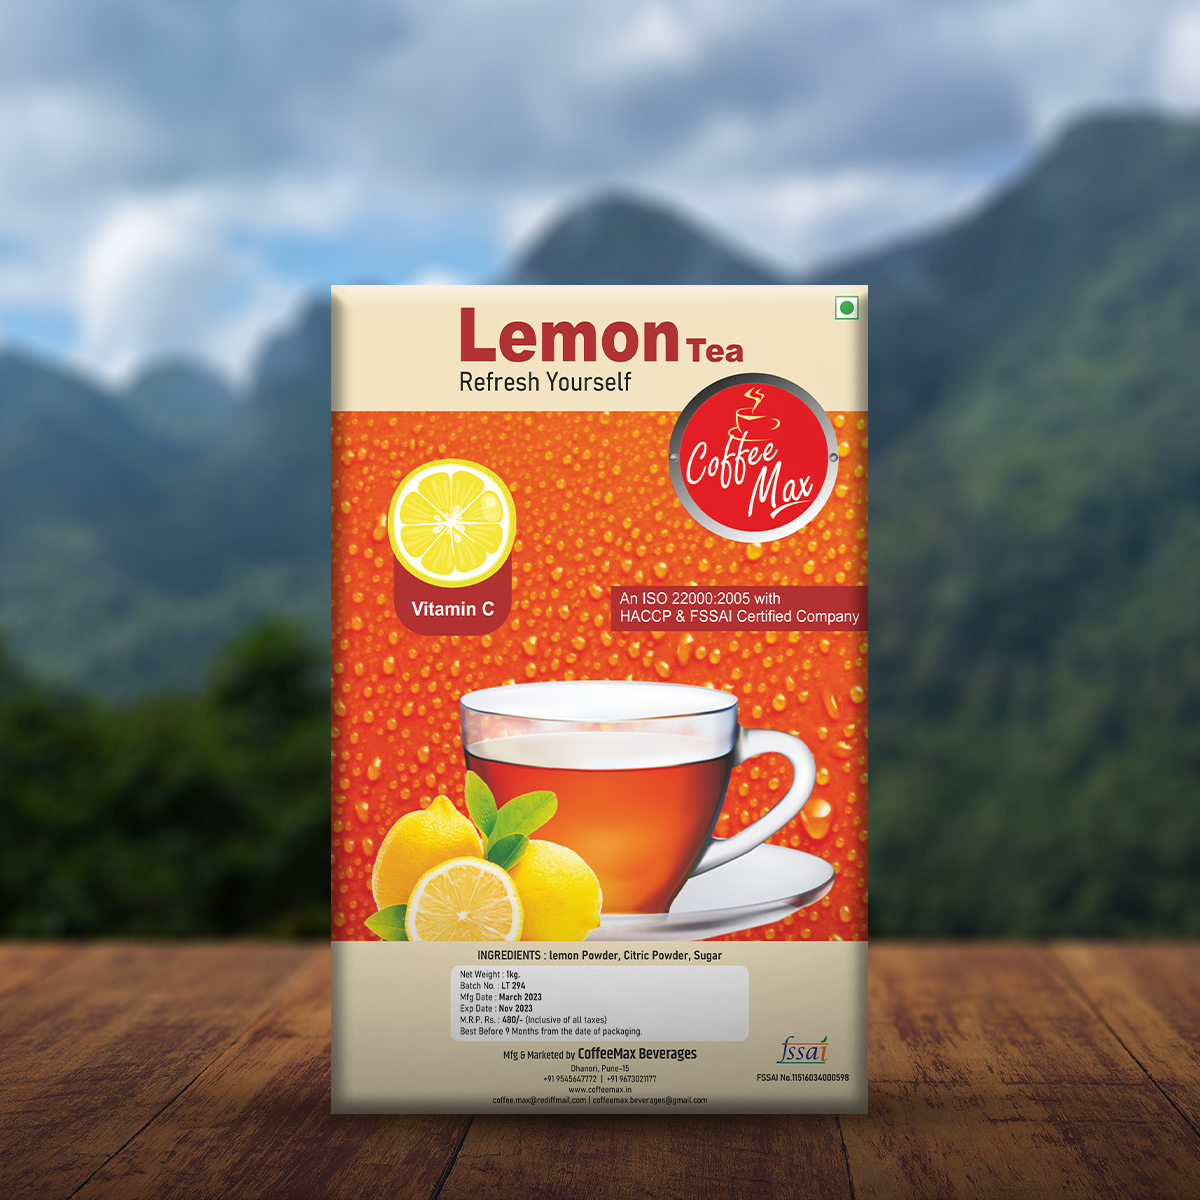 Lemon Tea
Refresh Yourself
Coffee
Max
Vitamin C
An ISO 22000:2005 with
HACCP & FSSAI Certified Company
INGREDIENTS : lemon Powder, Citric Powder, Sugar
Net Weight : 1kg.
Batch No. : LT 294
Mfg Date : March 2023
Exp Date : Nov 2023
M.R.P. Rs. : 480/- (Inclusive of all taxes)
Best Before 9 Months from the date of packaging.
Mfg & Marketed by CoffeeMax Beverages
Dhanori, Pune-15
+91 9545647772 | +91 9673021177
www.coffeemax.in
coffee.max@rediffmail.com | coffeemax.beverages@gmail.com
fssai
FSSAI No.11516034000598